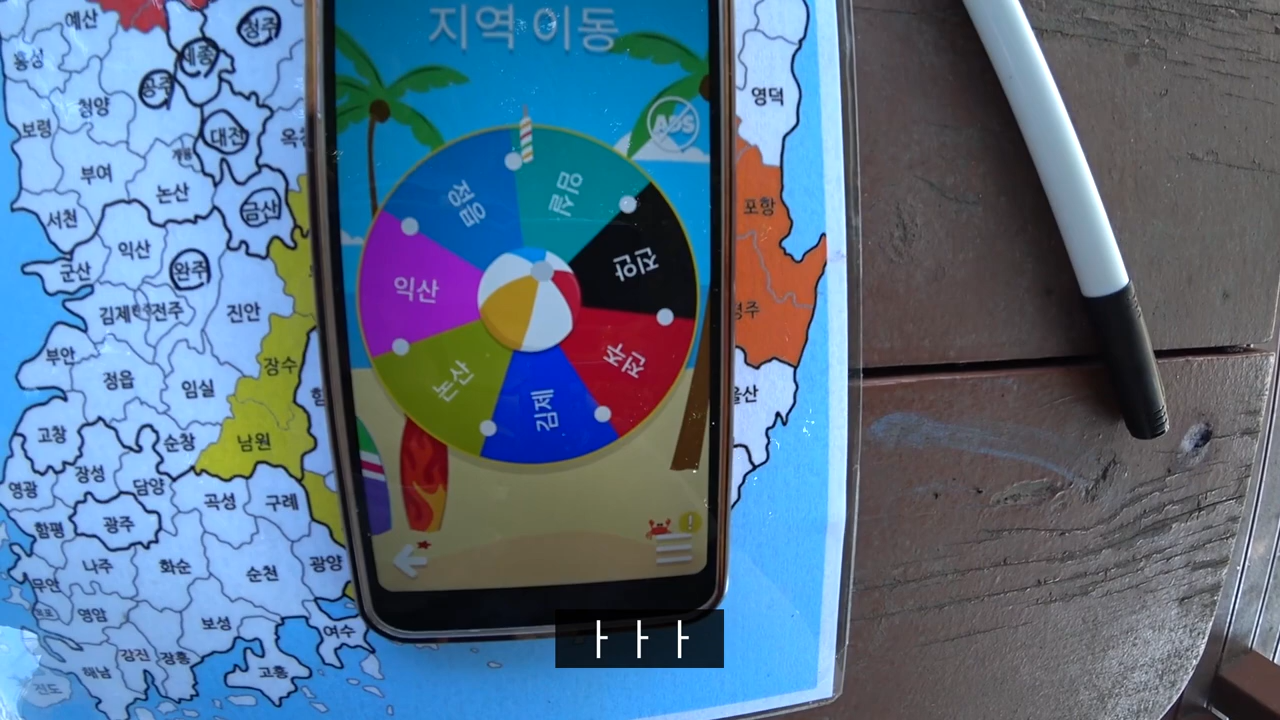 지역 이동
ADS
정읍
임실
진안
익산
전주
군산
김제
예산
청주
홍성
세종
공주
청양
보령
대전
부여
논산
서천
금산
익산
군산
완주
김제
전주
진안
부안
정읍
임실
장수
고창
순창
남원
장성
영광
담양
곡성
구례
함평
광주
나주
화순
순천
광양
무안
영암
보성
여수
강진
장흥
해남
고흥
진도
영덕
포항
ㅏㅏㅏ